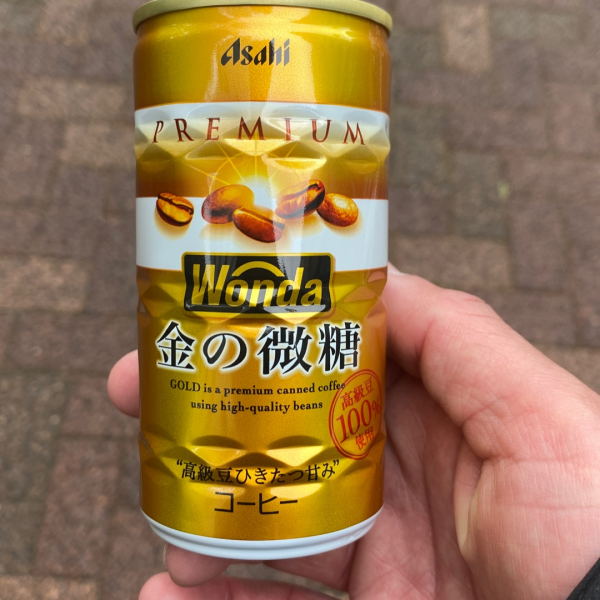 Asahi
PREMIUM
Wonda
金の微糖
GOLD is a premium canned coffee
using high-quality beans
高級豆
100%
使用
“高級豆ひきたつ甘み”
コーヒー